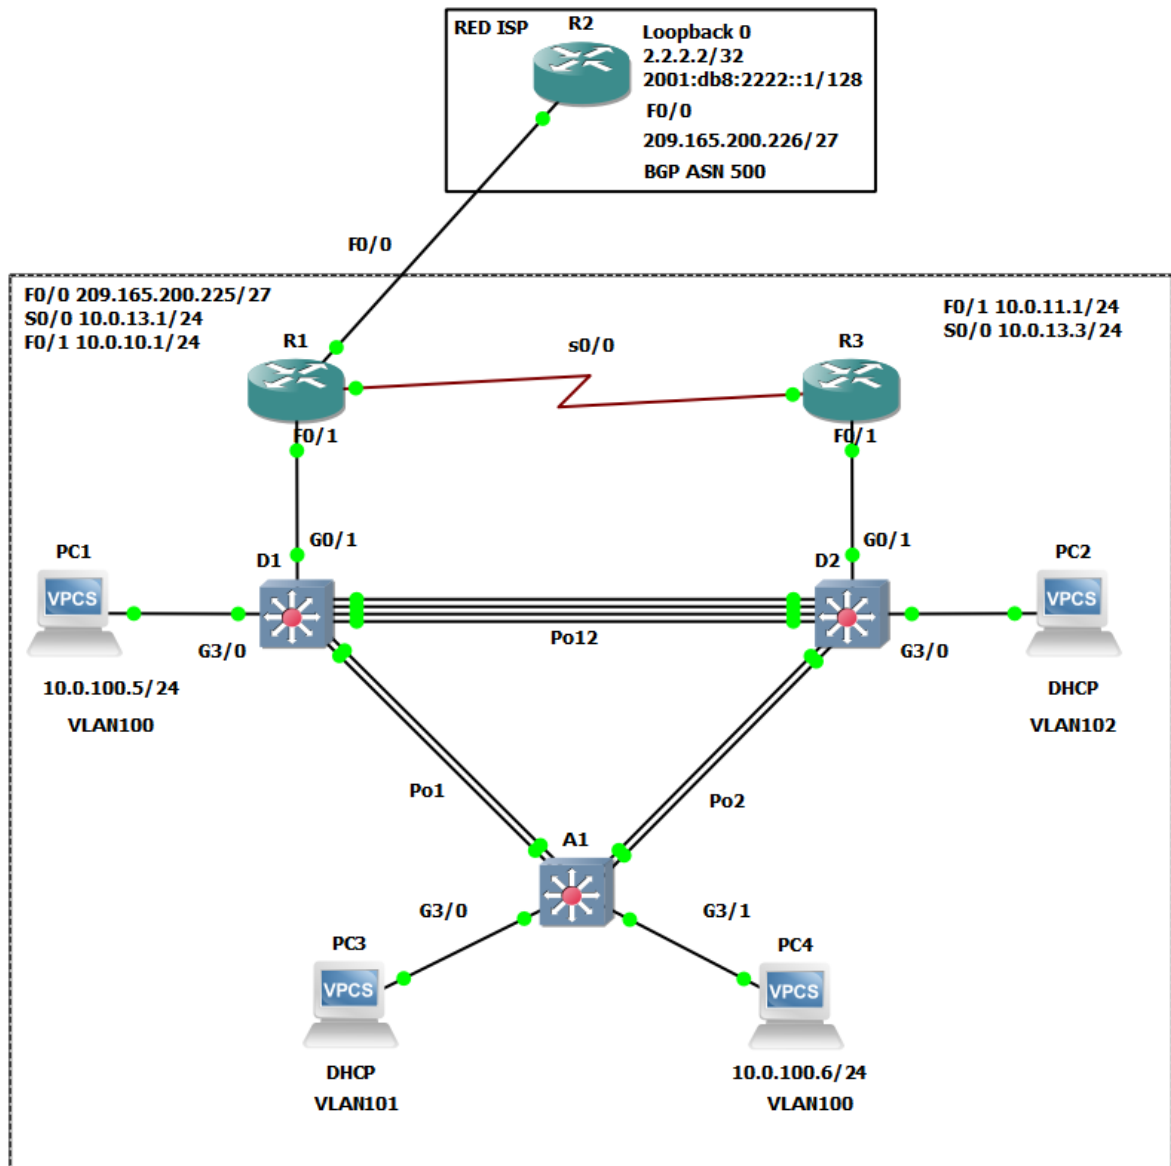 RED ISP
R2
Loopback 0
2.2.2.2/32
2001:db8:2222::1/128
F0/0
209.165.200.226/27
BGP ASN 500
F0/0
F0/0 209.165.200.225/27
S0/0 10.0.13.1/24
F0/1 10.0.10.1/24
F0/1 10.0.11.1/24
S0/0 10.0.13.3/24
R1
s0/0
R3
F0/1
F0/1
G0/1
G0/1
PC1
D1
D2
PC2
VPCS
VPCS
Po12
G3/0
G3/0
10.0.100.5/24
VLAN100
DHCP
VLAN102
Po1
Po2
A1
G3/0
G3/1
PC3
PC4
VPCS
VPCS
DHCP
VLAN101
10.0.100.6/24
VLAN100